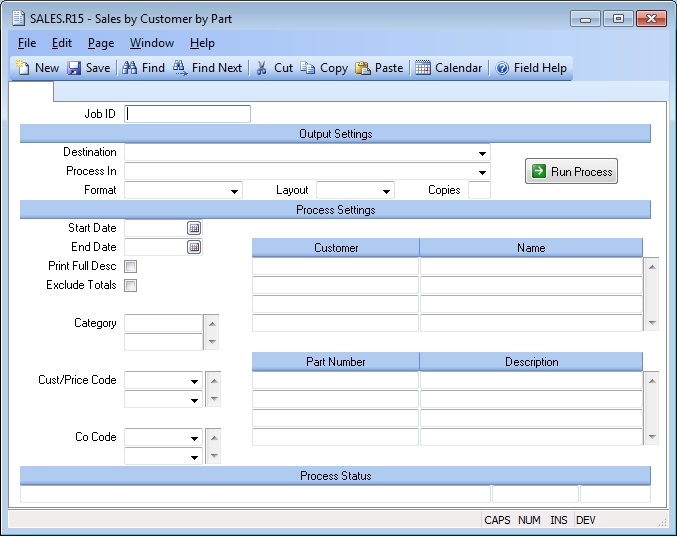 SALES.R15 - Sales by Customer by Part
File Edit Page Window Help
New Save Find Find Next Cut Copy Paste Calendar Field Help
Job ID
Output Settings
Destination
Process In
Run Process
Format Layout Copies
Process Settings
Start Date
End Date
Customer Name
Print Full Desc
Exclude Totals
Category
Part Number Description
Cust/Price Code
Co Code
Process Status
CAPS NUM INS DEV